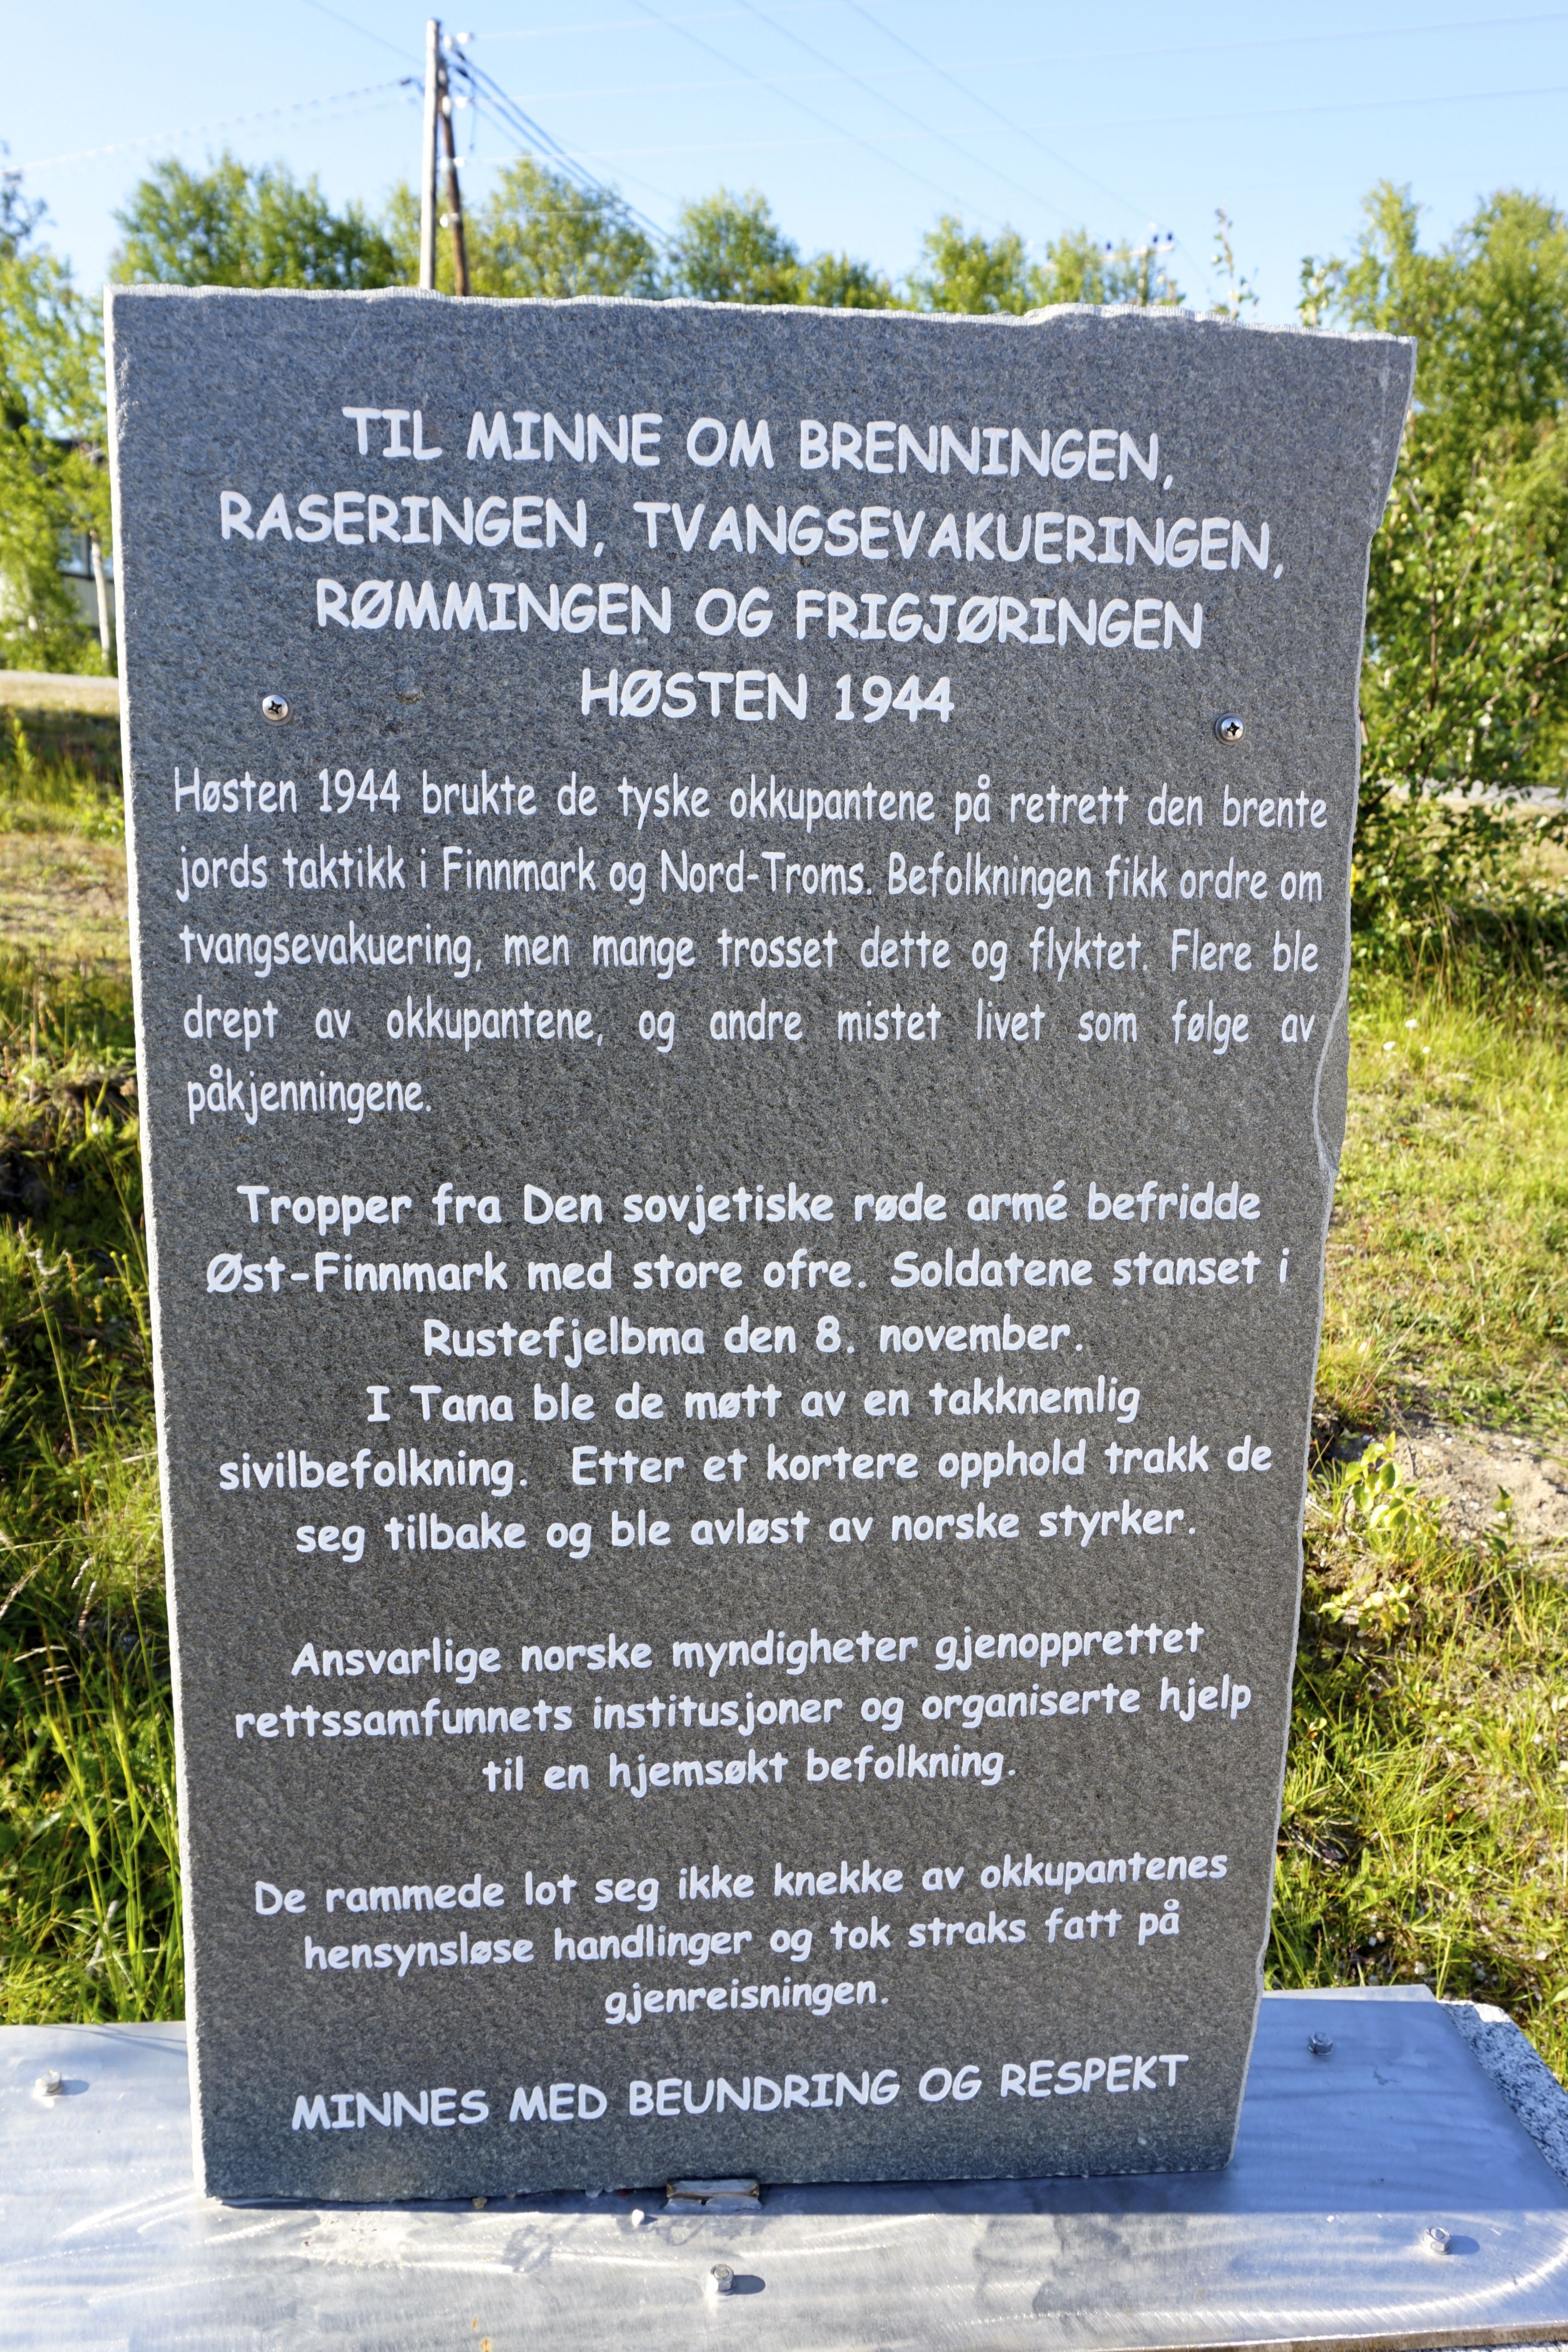 TIL MINNE OM BRENNINGEN,
RASERINGEN, TVANGSEVAKUERINGEN,
RØMMINGEN OG FRIGJØRINGEN
HØSTEN 1944
Høsten 1944 brukte de tyske okkupantene på retrett den brente
jords taktikk i Finnmark og Nord-Troms. Befolkningen fikk ordre om
tvangsevakuering, men mange trosset dette og flyktet. Flere ble
drept av okkupantene, og andre mistet livet som følge av
påkjenningene.
Tropper fra Den sovjetiske røde armé befridde
Øst-Finnmark med store ofre. Soldatene stanset i
Rustefjelbma den 8. november.
I Tana ble de møtt av en takknemlig
sivilbefolkning. Etter et kortere opphold trakk de
seg tilbake og ble avløst av norske styrker.
Ansvarlige norske myndigheter gjenopprettet
rettssamfunnets institusjoner og organiserte hjelp
til en hjemsøkt befolkning.
De rammede lot seg ikke knekke av okkupantenes
hensynsløse handlinger og tok straks fatt på
gjenreisningen.
MINNES MED BEUNDRING OG RESPEKT